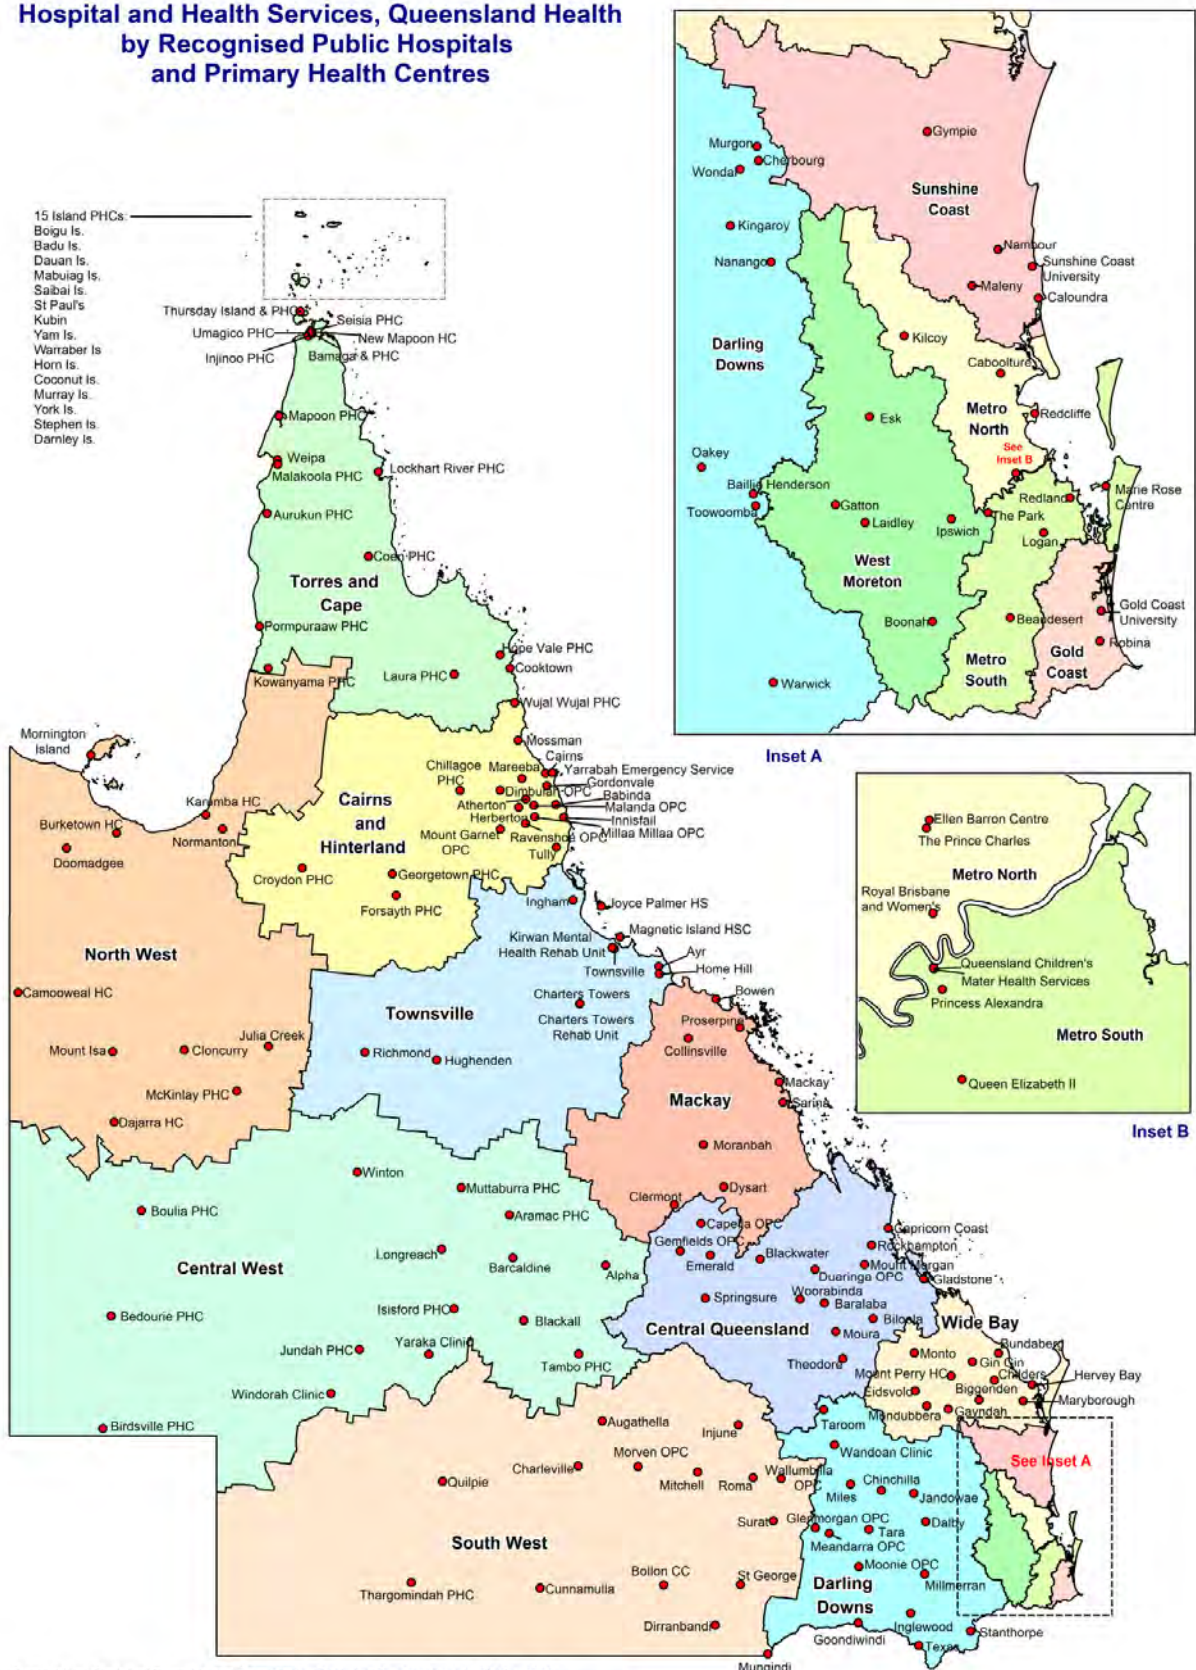 Hospital and Health Services, Queensland Health
by Recognised Public Hospitals
and Primary Health Centres
15 Island PHCs:
Boigu Is.
Badu Is.
Dauan Is.
Mabuiag Is.
Saibai Is.
St Paul's
Kubin
Yam Is.
Warraber Is
Horn Is.
Coconut Is.
Murray Is.
York Is.
Stephen Is.
Darnley Is.
Thursday Island & PHC
Seisia PHC
Umagico PHC
New Mapoon HC
Injinoo PHC
Bamaga & PHC
Mapoon PHC
Weipa
Malakoola PHC
Lockhart River PHC
Aurukun PHC
Coen PHC
Torres and
Cape
Pormpuraaw PHC
Hope Vale PHC
Kowanyama PHC
Laura PHC
Cooktown
Wujal Wujal PHC
Mornington
Island
Mossman
Cairns
Chillagoe
PHC
Mareeba
Yarrabah Emergency Service
Gordonvale
Dimbulah OPC
Babinda
Cairns
and
Hinterland
Atherton
Malanda OPC
Herberton
Innisfail
Mount Garnet
OPC
Ravenshoe OPC
Millaa Millaa OPC
Tully
Karumba HC
Burketown HC
Normanton
Doomadgee
Croydon PHC
Georgetown PHC
Forsayth PHC
Ingham
Joyce Palmer HS
Magnetic Island HSC
Kirwan Mental
Health Rehab Unit
Townsville
Ayr
Home Hill
North West
Camooweal HC
Charters Towers
Charters Towers
Rehab Unit
Townsville
Bowen
Proserpine
Collinsville
Julia Creek
Mount Isa
Cloncurry
Richmond
Hughenden
McKinlay PHC
Dajarra HC
Mackay
Mackay
Sarina
Moranbah
Dysart
Clermont
Winton
Muttaburra PHC
Boulia PHC
Aramac PHC
Longreach
Barcaldine
Central West
Alpha
Isisford PHC
Bedourie PHC
Blackall
Jundah PHC
Yaraka Clinic
Tambo PHC
Windorah Clinic
Birdsville PHC
Capella OPC
Gemfields OPC
Emerald
Blackwater
Capricorn Coast
Rockhampton
Mount Morgan
Duaringa OPC
Gladstone
Springsure
Woorabinda
Baralaba
Biloela
Central Queensland
Moura
Theodore
Wide Bay
Bundaberg
Monto
Gin Gin
Mount Perry HC
Childers
Hervey Bay
Eidsvold
Biggenden
Maryborough
Mundubbera
Gayndah
Taroom
Augathella
Injune
Wandoan Clinic
Morven OPC
Charleville
Mitchell
Roma
Wallumbilla
OPC
Quilpie
Chinchilla
Miles
Jandowae
Surat
Glenmorgan OPC
Tara
Dalby
Meandarra OPC
South West
Moonie OPC
Bollon CC
St George
Millmerran
Thargomindah PHC
Cunnamulla
Darling
Downs
Dirranbandi
Inglewood
Goondiwindi
Stanthorpe
Texas
Mungindi
See Inset A
Gympie
Murgon
Cherbourg
Wondai
Sunshine
Coast
Kingaroy
Nambour
Nanango
Sunshine Coast
University
Maleny
Caloundra
Kilcoy
Darling
Downs
Caboolture
Metro
North
Redcliffe
Esk
See
Inset B
Oakey
Baillie Henderson
Marie Rose
Centre
Redland
Toowoomba
Gatton
The Park
Laidley
Ipswich
Logan
West
Moreton
Gold Coast
University
Boonah
Beaudesert
Robina
Gold
Coast
Metro
South
Warwick
Inset A
Ellen Barron Centre
The Prince Charles
Metro North
Royal Brisbane
and Women's
Queensland Children's
Mater Health Services
Princess Alexandra
Metro South
Queen Elizabeth II
Inset B